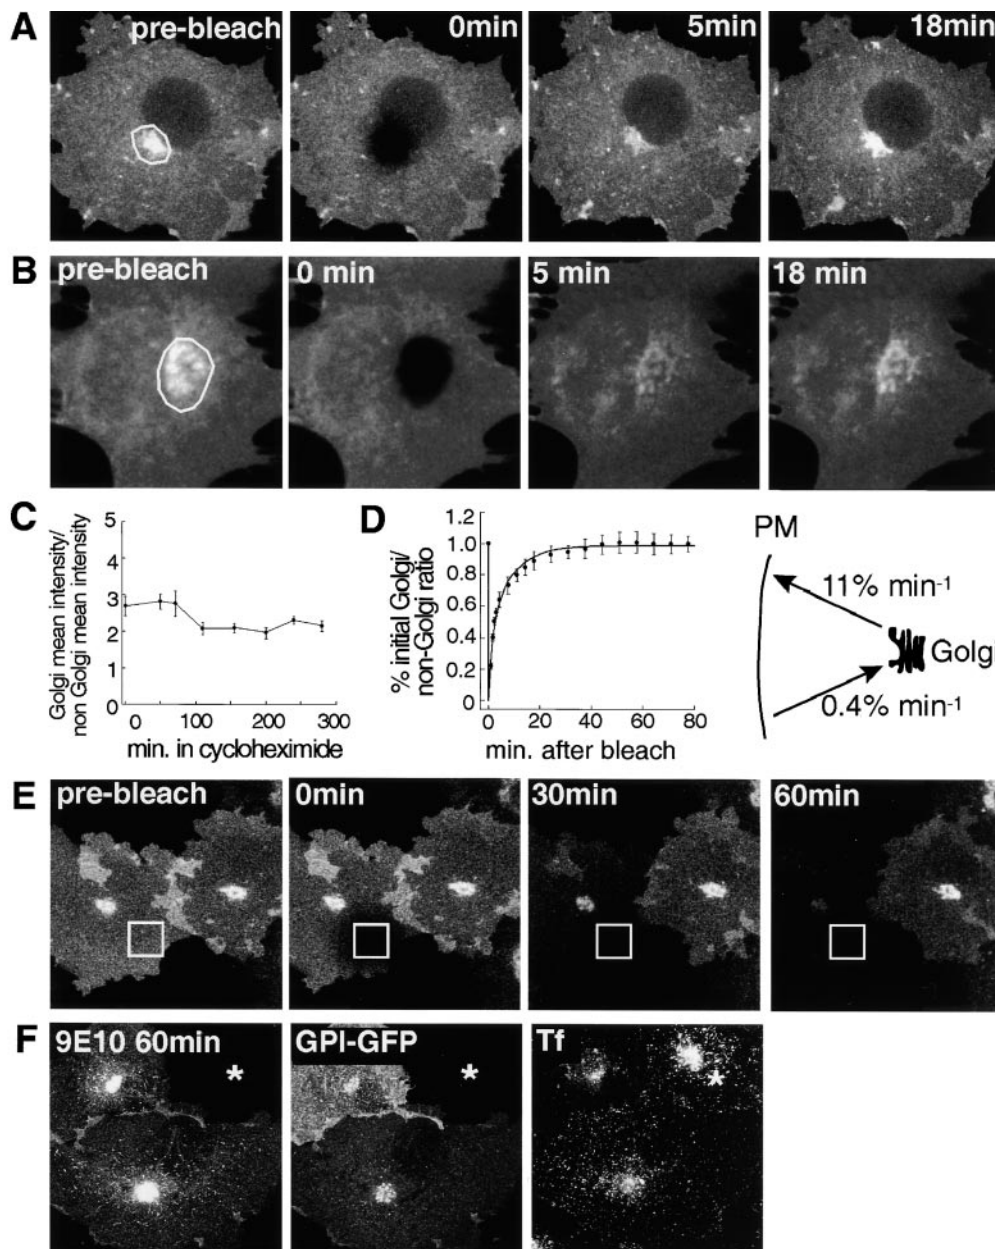 A
pre-bleach
0min
5min
18min
B
pre-bleach
0 min
5 min
18 min
C
Golgi mean intensity/
non Golgi mean intensity
5
4
3
2
1
0
0
100
200
300
min. in cycloheximide
D
% initial Golgi/
non-Golgi ratio
1.2
1.0
0.8
0.6
0.4
0.2
0
0
20
40
60
80
min. after bleach
PM
11% min-1
Golgi
0.4% min-1
E
pre-bleach
0min
30min
60min
F
9E10 60min
*
GPI-GFP
*
Tf
*